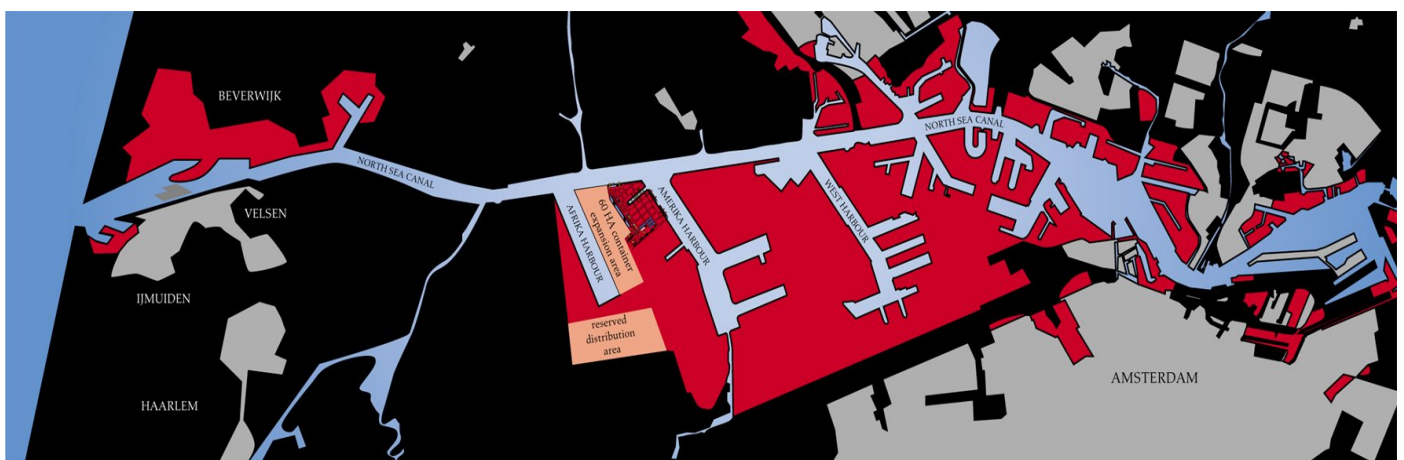 BEVERWIJK
NORTH SEA CANAL
NORTH SEA CANAL
VELSEN
IJMUIDEN
HAARLEM
AFRIKA HARBOUR
60 HA container
expansion area
AMERIKA HARBOUR
WEST HARBOUR
reserved
distribution
area
AMSTERDAM